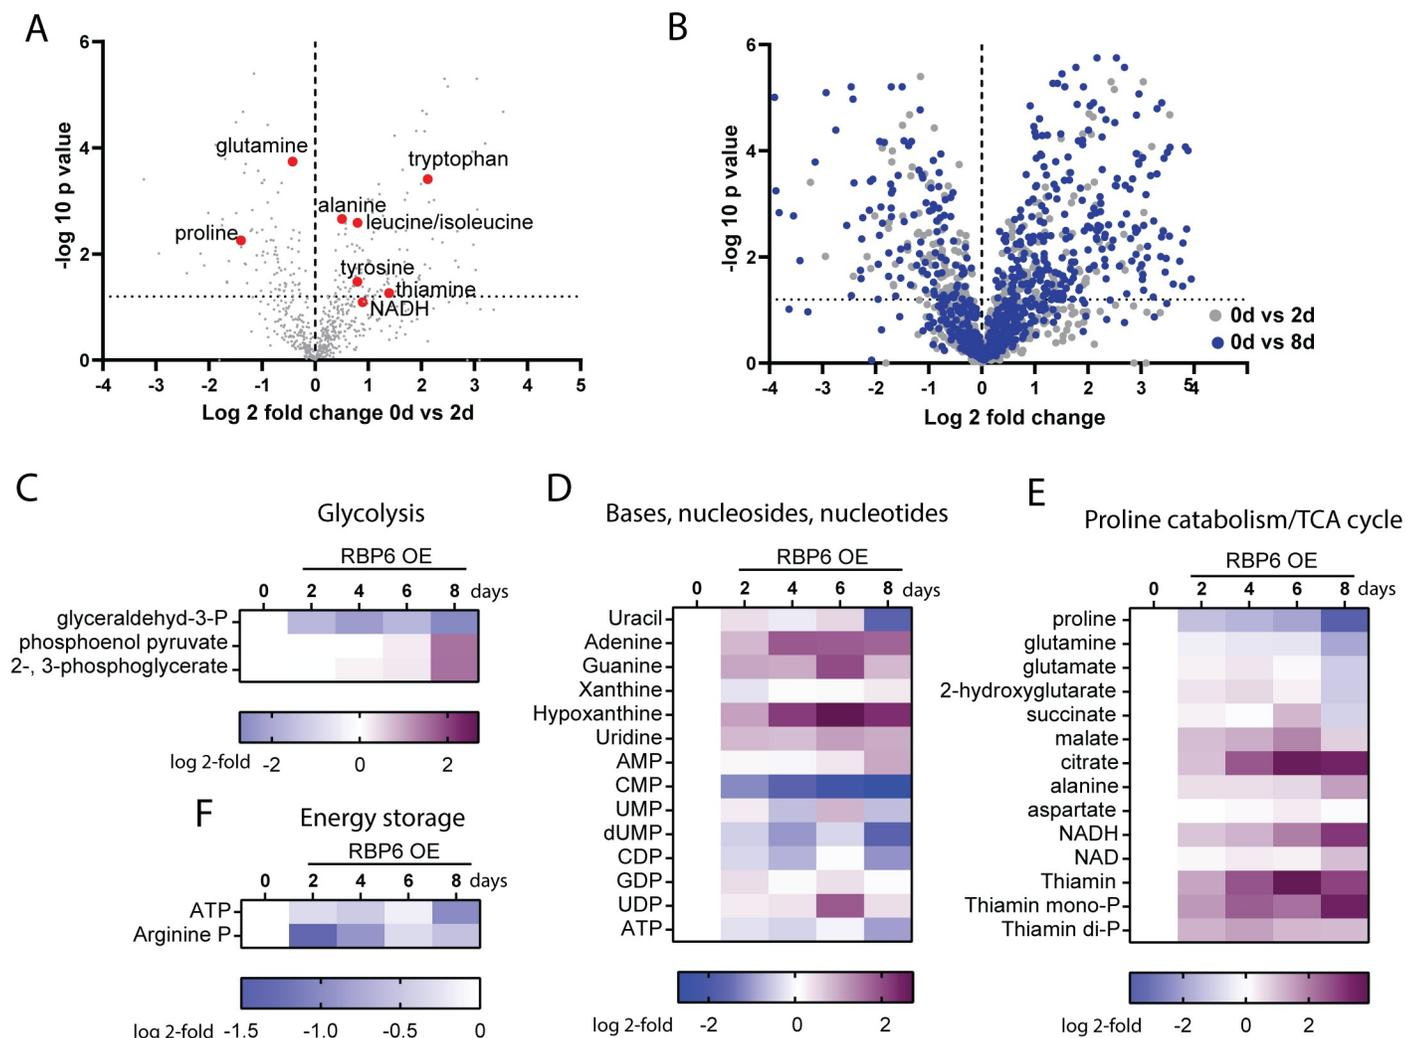 A
6
4
2
0
-log 10 p value
glutamine
tryptophan
alanine
leucine/isoleucine
proline
tyrosine
thiamine
NADH
-4 -3 -2 -1 0 1 2 3 4 5
Log 2 fold change 0d vs 2d
B
6
4
2
0
-log 10 p value
0d vs 2d
0d vs 8d
-4 -3 -2 -1 0 1 2 3 4 5
Log 2 fold change
C
Glycolysis
RBP6 OE
0 2 4 6 8 days
glyceraldehyd-3-P
phosphoenol pyruvate
2-, 3-phosphoglycerate
log 2-fold -2 0 2
D
Bases, nucleosides, nucleotides
RBP6 OE
0 2 4 6 8 days
Uracil
Adenine
Guanine
Xanthine
Hypoxanthine
Uridine
AMP
CMP
UMP
dUMP
CDP
GDP
UDP
ATP
log 2-fold -2 0 2
E
Proline catabolism/TCA cycle
RBP6 OE
0 2 4 6 8 days
proline
glutamine
glutamate
2-hydroxyglutarate
succinate
malate
citrate
alanine
aspartate
NADH
NAD
Thiamin
Thiamin mono-P
Thiamin di-P
log 2-fold -2 0 2
F
Energy storage
RBP6 OE
0 2 4 6 8 days
ATP
Arginine P
log 2-fold -1.5 -1.0 -0.5 0